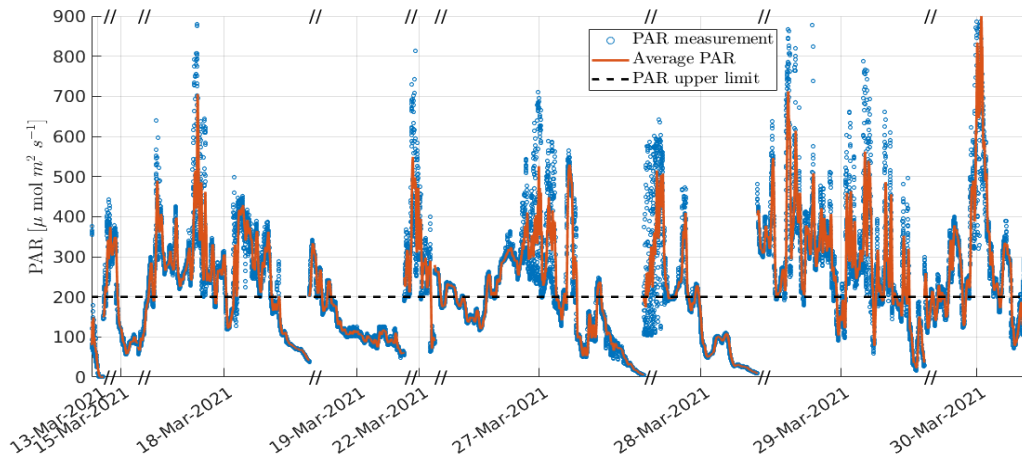 // // // // // // // //
900
800
700
600
500
400
300
200
100
0
PAR [μ mol m² s⁻¹]
PAR measurement
Average PAR
PAR upper limit
// // // // // // // //
13-Mar-2021
15-Mar-2021
18-Mar-2021
19-Mar-2021
22-Mar-2021
27-Mar-2021
28-Mar-2021
29-Mar-2021
30-Mar-2021